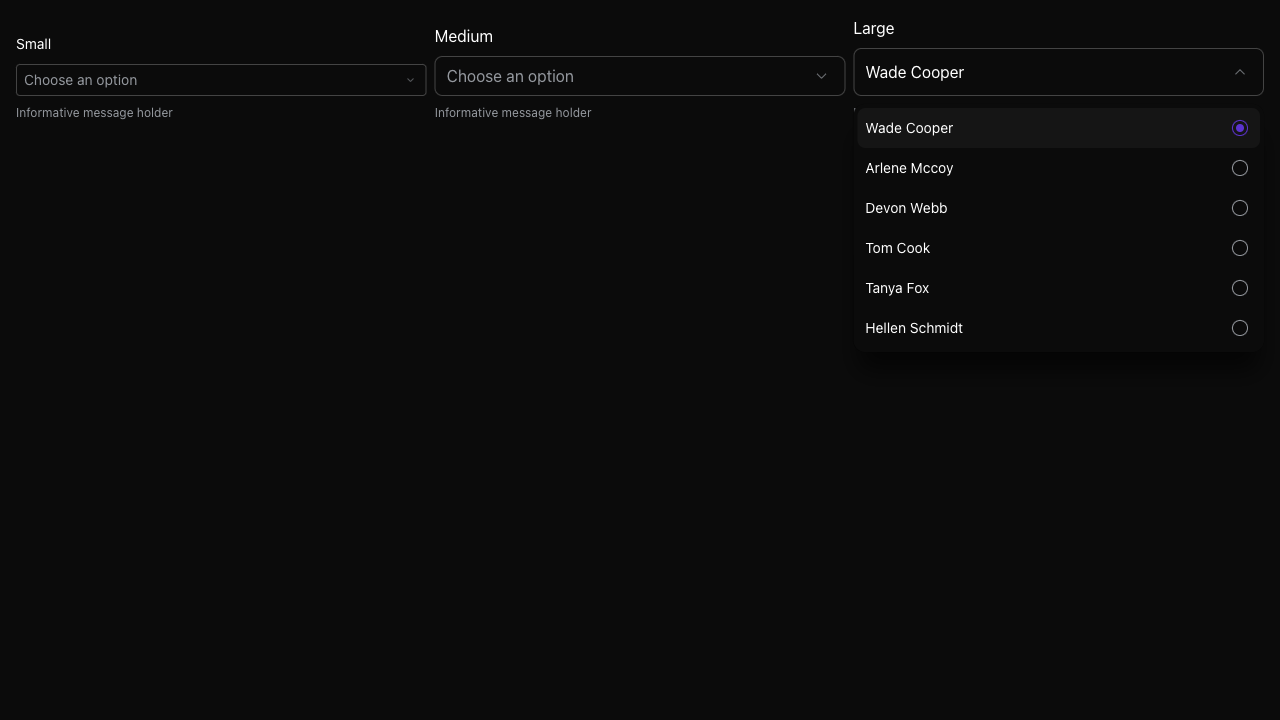 Small
Choose an option
Informative message holder
Medium
Choose an option
Informative message holder
Large
Wade Cooper
Wade Cooper
Arlene Mccoy
Devon Webb
Tom Cook
Tanya Fox
Hellen Schmidt